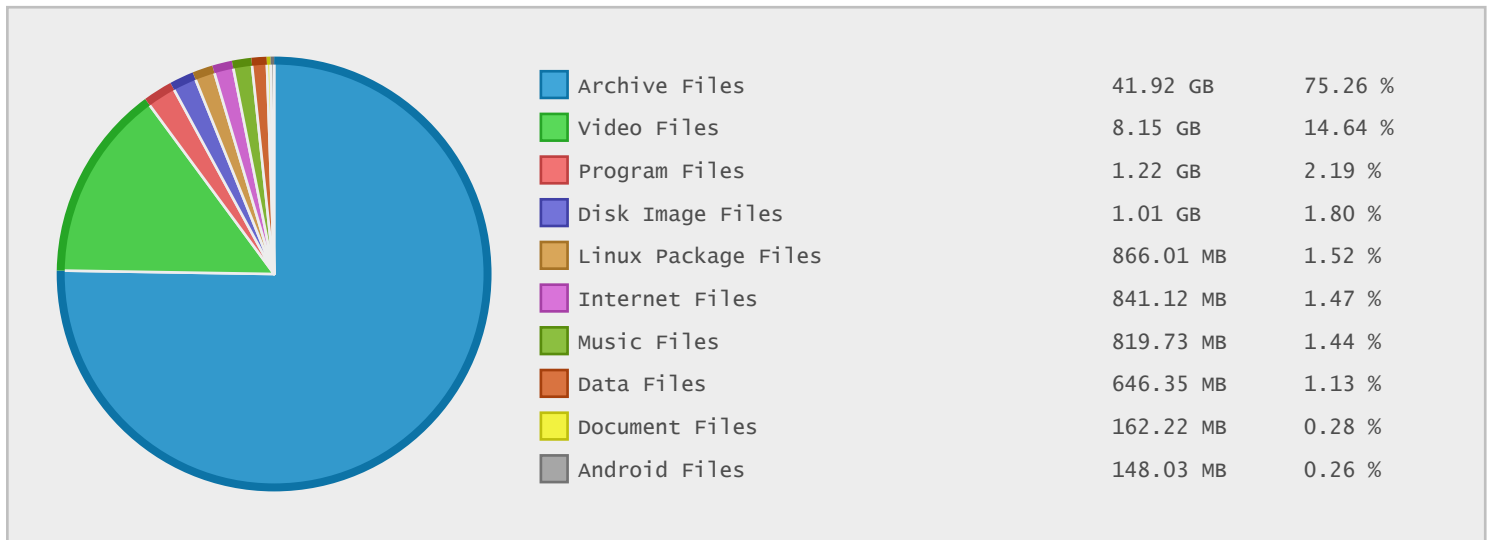 Archive Files 41.92 GB 75.26 %
Video Files 8.15 GB 14.64 %
Program Files 1.22 GB 2.19 %
Disk Image Files 1.01 GB 1.80 %
Linux Package Files 866.01 MB 1.52 %
Internet Files 841.12 MB 1.47 %
Music Files 819.73 MB 1.44 %
Data Files 646.35 MB 1.13 %
Document Files 162.22 MB 0.28 %
Android Files 148.03 MB 0.26 %